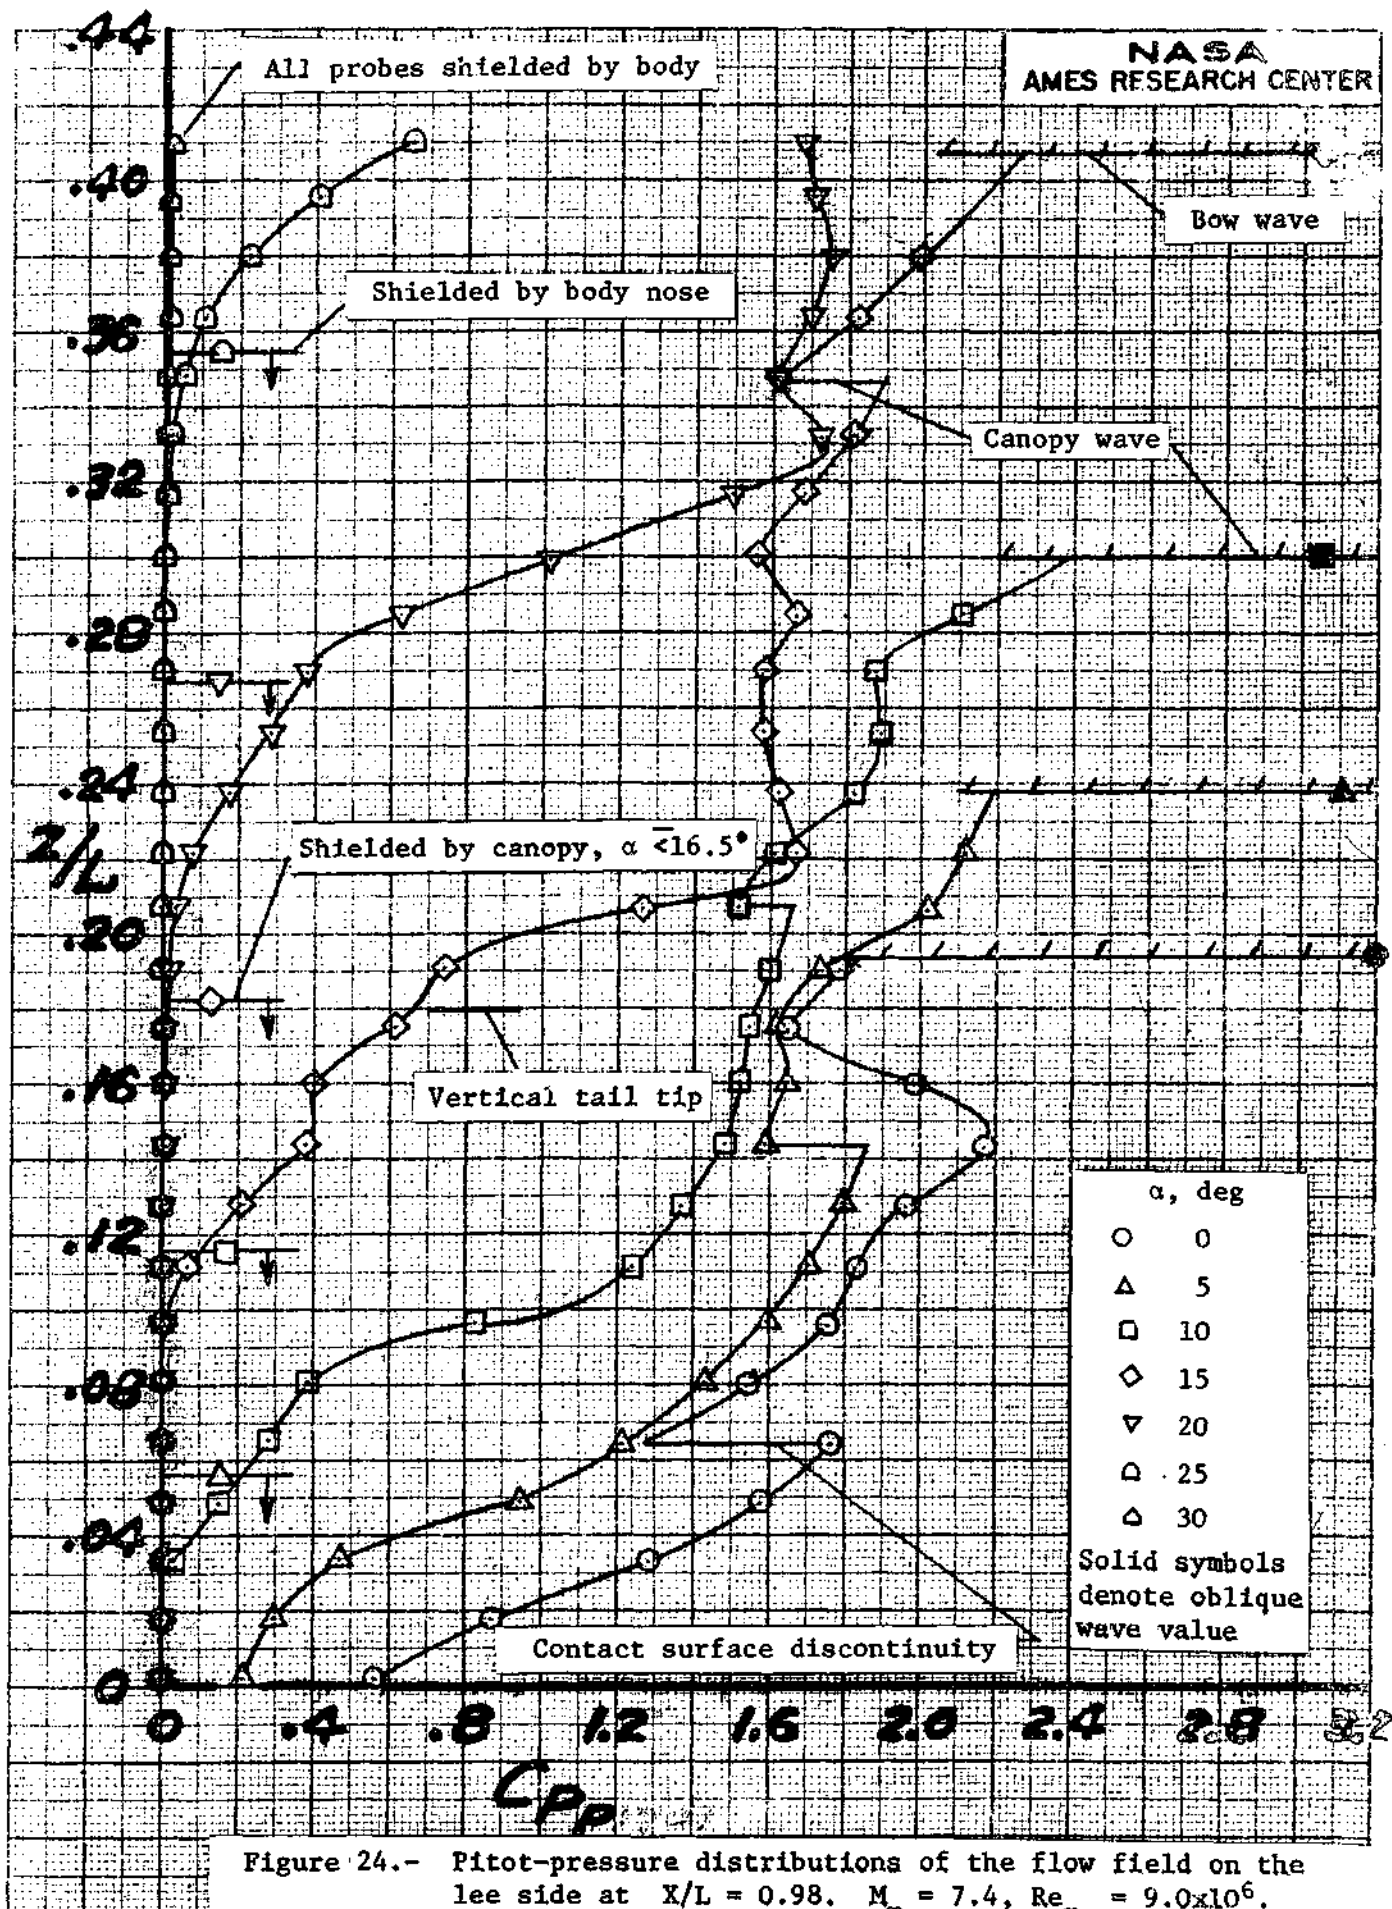 NASA
AMES RESEARCH CENTER
.44
.40
.36
.32
.28
.24
.20
.16
.12
.08
.04
0
Z/L
All probes shielded by body
Bow wave
Shielded by body nose
Canopy wave
Shielded by canopy, α <16.5°
Vertical tail tip
Contact surface discontinuity
α, deg
0
5
10
15
20
25
30
Solid symbols
denote oblique
wave value
0 .4 .8 1.2 1.6 2.0 2.4 2.8 3.2
Cpp
Figure 24.- Pitot-pressure distributions of the flow field on the
lee side at X/L = 0.98. M = 7.4, Re = 9.0x10⁶.